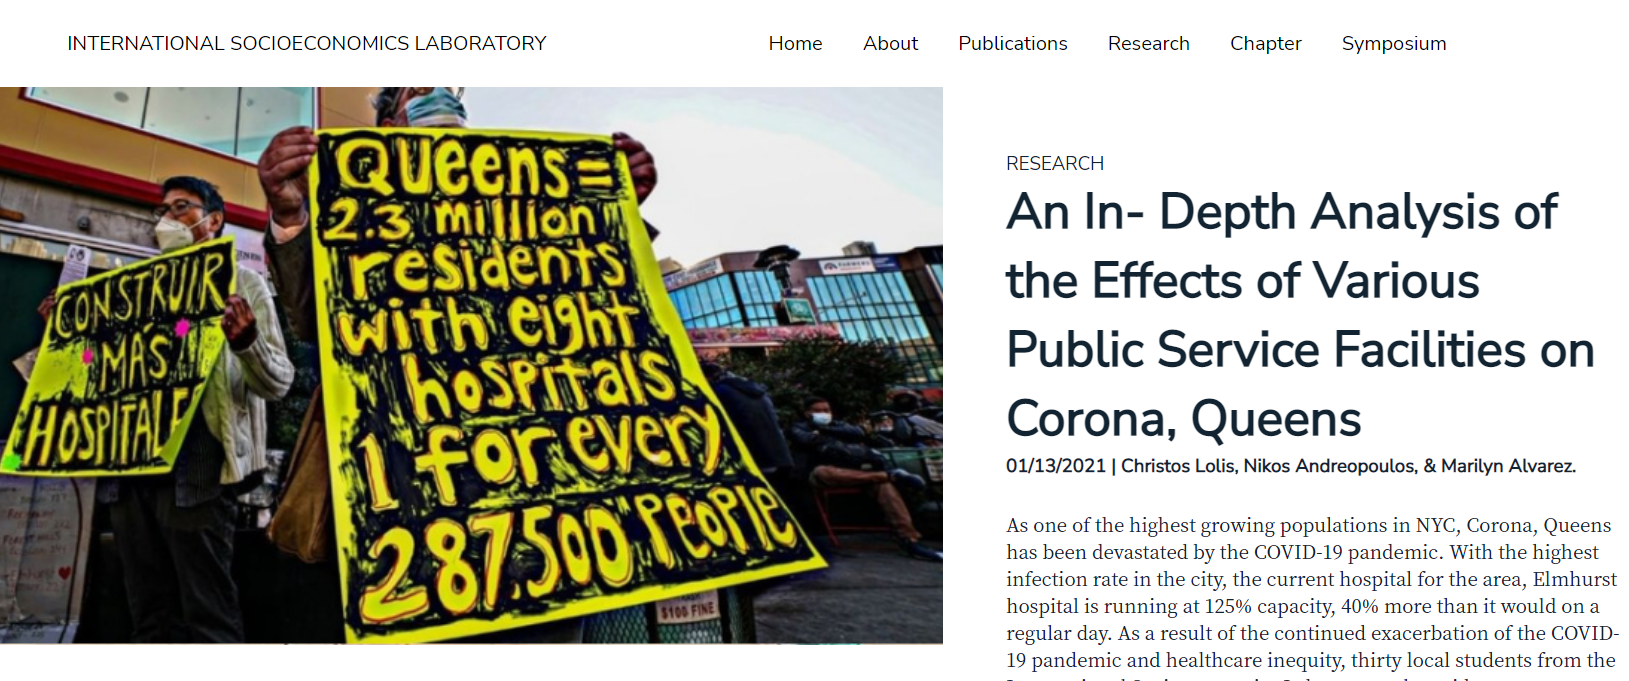 INTERNATIONAL SOCIOECONOMICS LABORATORY
Home About Publications Research Chapter Symposium
QUEENS =
2.3 million
residents
with eight
hospitals
1 for every
287,500 PEOPLE
CONSTRUIR
MÁS
HOSPITALE
$100 FINE
RESEARCH
An In- Depth Analysis of
the Effects of Various
Public Service Facilities on
Corona, Queens
01/13/2021 | Christos Lolis, Nikos Andreopoulos, & Marilyn Alvarez.
As one of the highest growing populations in NYC, Corona, Queens
has been devastated by the COVID-19 pandemic. With the highest
infection rate in the city, the current hospital for the area, Elmhurst
hospital is running at 125% capacity, 40% more than it would on a
regular day. As a result of the continued exacerbation of the COVID-
19 pandemic and healthcare inequity, thirty local students from the